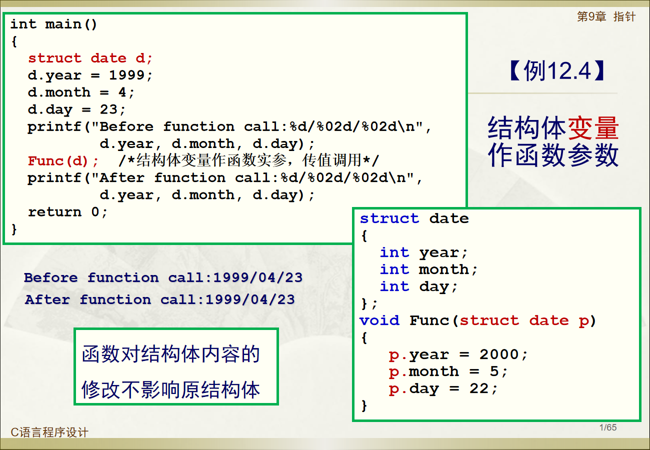 第9章 指针
int main()
{
struct date d;
d.year = 1999;
d.month = 4;
d.day = 23;
printf("Before function call:%d/%02d/%02d\n",
d.year, d.month, d.day);
Func(d); /*结构体变量作函数实参，传值调用*/
printf("After function call:%d/%02d/%02d\n",
d.year, d.month, d.day);
return 0;
}
【例12.4】
结构体变量
作函数参数
struct date
{
int year;
int month;
int day;
};
void Func(struct date p)
{
p.year = 2000;
p.month = 5;
p.day = 22;
}
Before function call:1999/04/23
After function call:1999/04/23
函数对结构体内容的
修改不影响原结构体
C语言程序设计
1/65